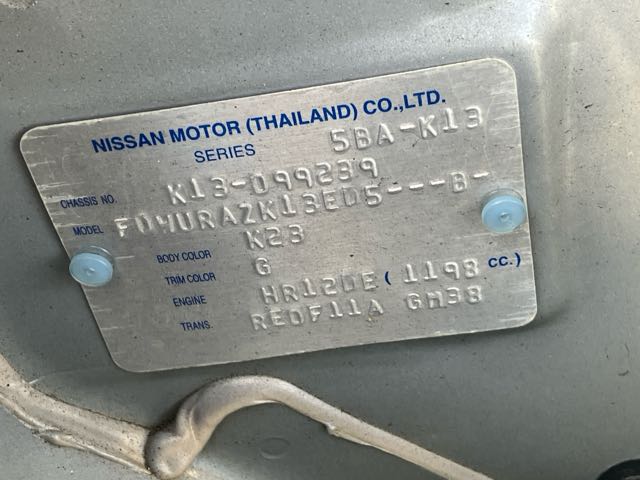 NISSAN MOTOR (THAILAND) CO.,LTD.
SERIES 5BA-K13
CHASSIS NO. K13-099239
MODEL FDYURAZK13ED5---B-
BODY COLOR K23
TRIM COLOR G
ENGINE HR12DE (1198 CC.)
TRANS. RE0F11A GH38